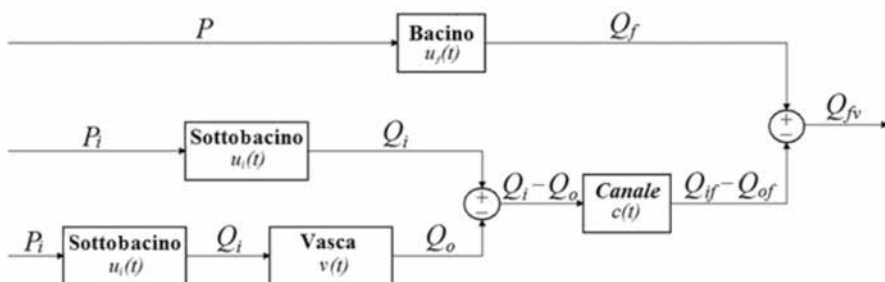 P
Bacino
u_f(t)
Q_f
Q_fv
P_i
Sottobacino
u_i(t)
Q_i
Q_i–Q_o
Canale
c(t)
Q_if–Q_of
P_i
Sottobacino
u_i(t)
Q_i
Vasca
v(t)
Q_o
+
−
+
−